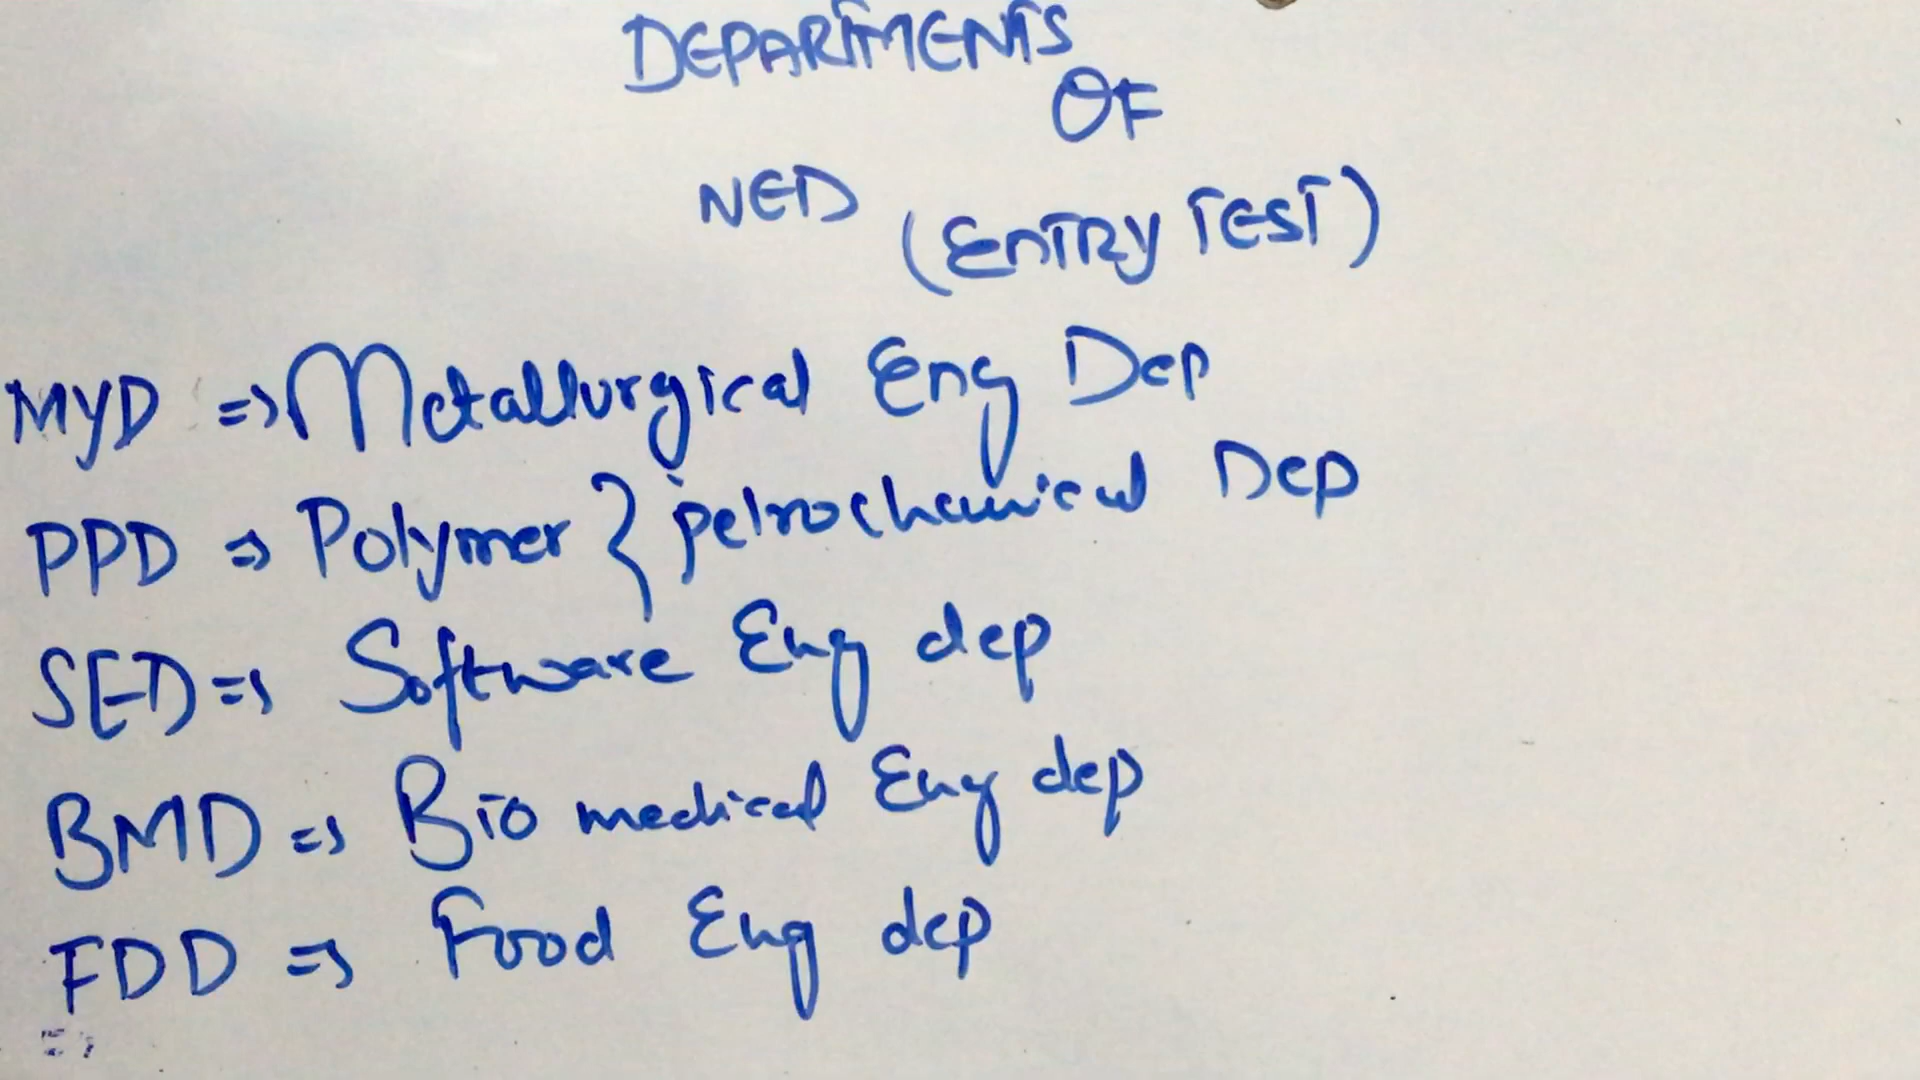 DEPARTMENTS
OF
NED (ENTRY TEST)
MYD => Metallurgical Eng Dep
PPD => Polymer } petrochemical Dep
SED => Software Eng dep
BMD => Bio medical Eng dep
FDD => Food Eng dep
=>